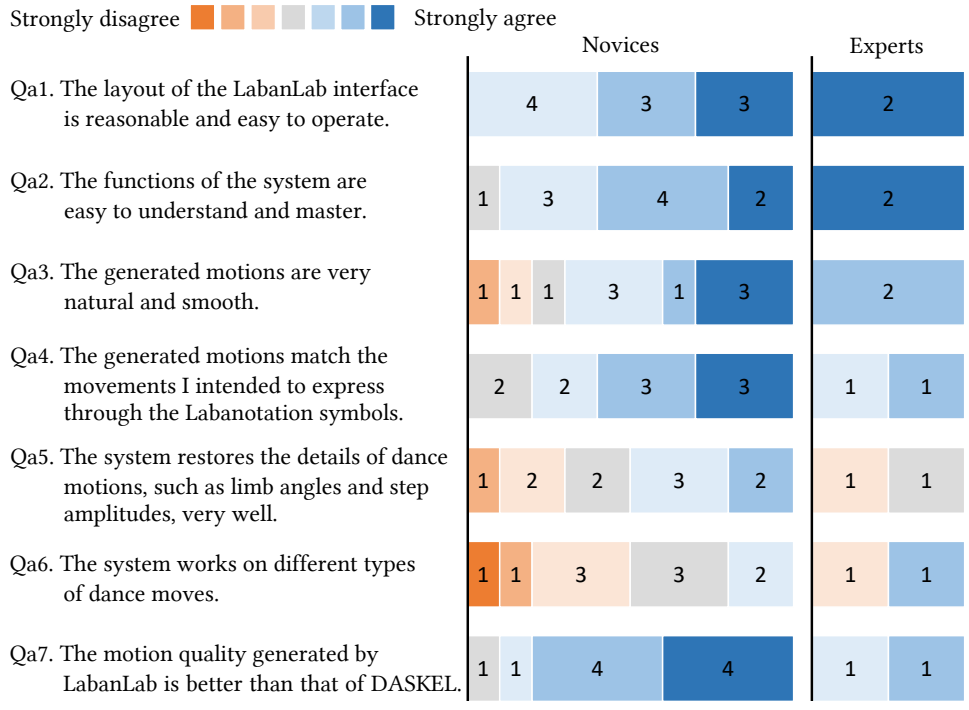 Strongly disagree Strongly agree
Novices Experts
Qa1. The layout of the LabanLab interface
is reasonable and easy to operate.
4 3 3 2
Qa2. The functions of the system are
easy to understand and master.
1 3 4 2 2
Qa3. The generated motions are very
natural and smooth.
1 1 1 3 1 3 2
Qa4. The generated motions match the
movements I intended to express
through the Labanotation symbols.
2 2 3 3 1 1
Qa5. The system restores the details of dance
motions, such as limb angles and step
amplitudes, very well.
1 2 2 3 2 1 1
Qa6. The system works on different types
of dance moves.
1 1 3 3 2 1 1
Qa7. The motion quality generated by
LabanLab is better than that of DASKEL.
1 1 4 4 1 1